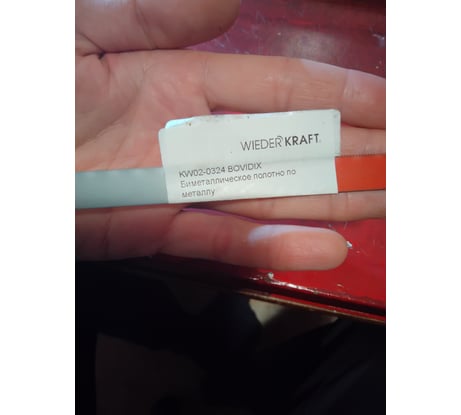 WIEDERKRAFT
KW02-0324 BOVIDIX
Биметаллическое полотно по
металлу